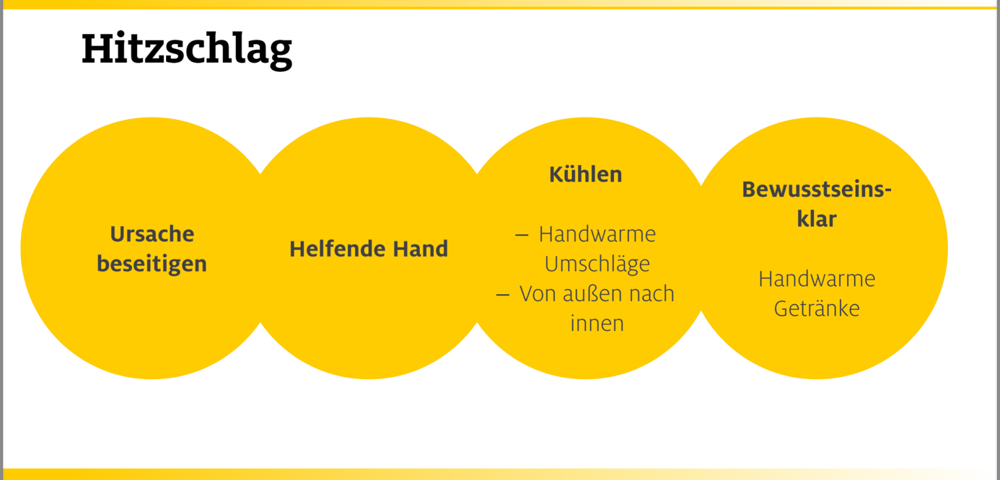 Hitzschlag
Ursache
beseitigen
Helfende Hand
Kühlen
– Handwarme
Umschläge
– Von außen nach
innen
Bewusstseins-
klar
Handwarme
Getränke